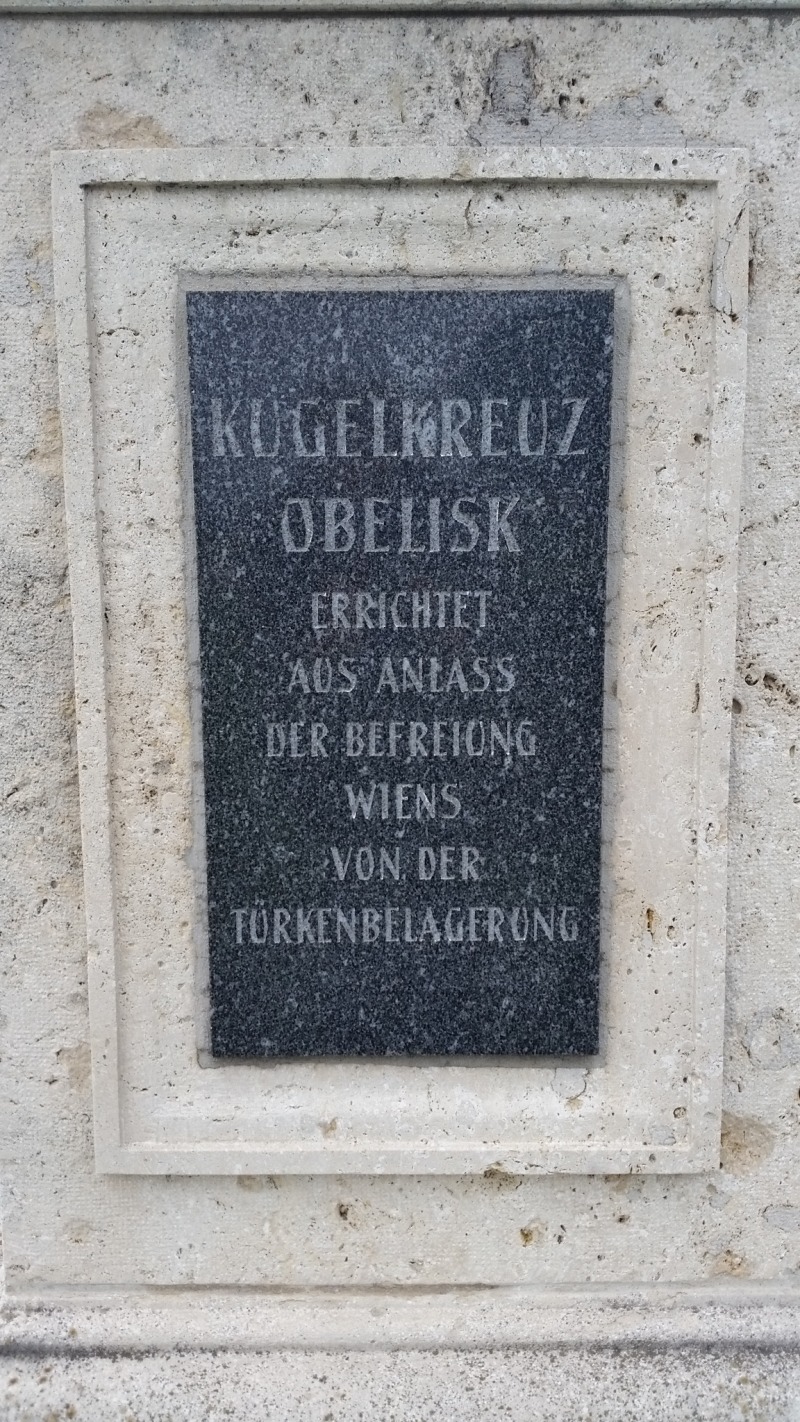 KUGELKREUZ
OBELISK
ERRICHTET
AUS ANLASS
DER BEFREIUNG
WIENS
VON DER
TÜRKENBELAGERUNG